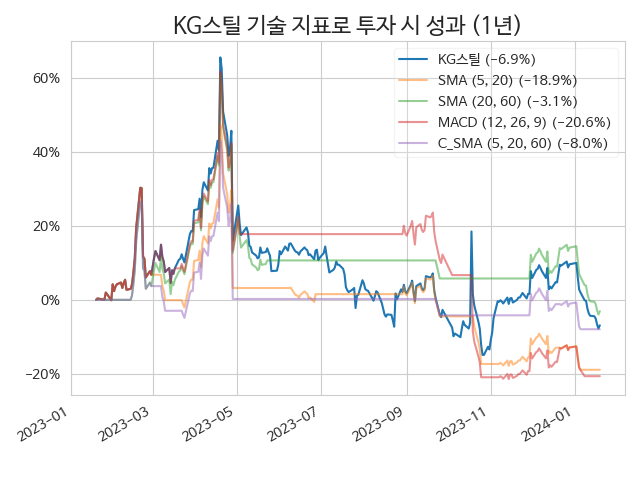 KG스틸 기술 지표로 투자 시 성과 (1년)
KG스틸 (−6.9%)
SMA (5, 20) (−18.9%)
SMA (20, 60) (−3.1%)
MACD (12, 26, 9) (−20.6%)
C_SMA (5, 20, 60) (−8.0%)
60%
40%
20%
0%
−20%
2023−01
2023−03
2023−05
2023−07
2023−09
2023−11
2024−01